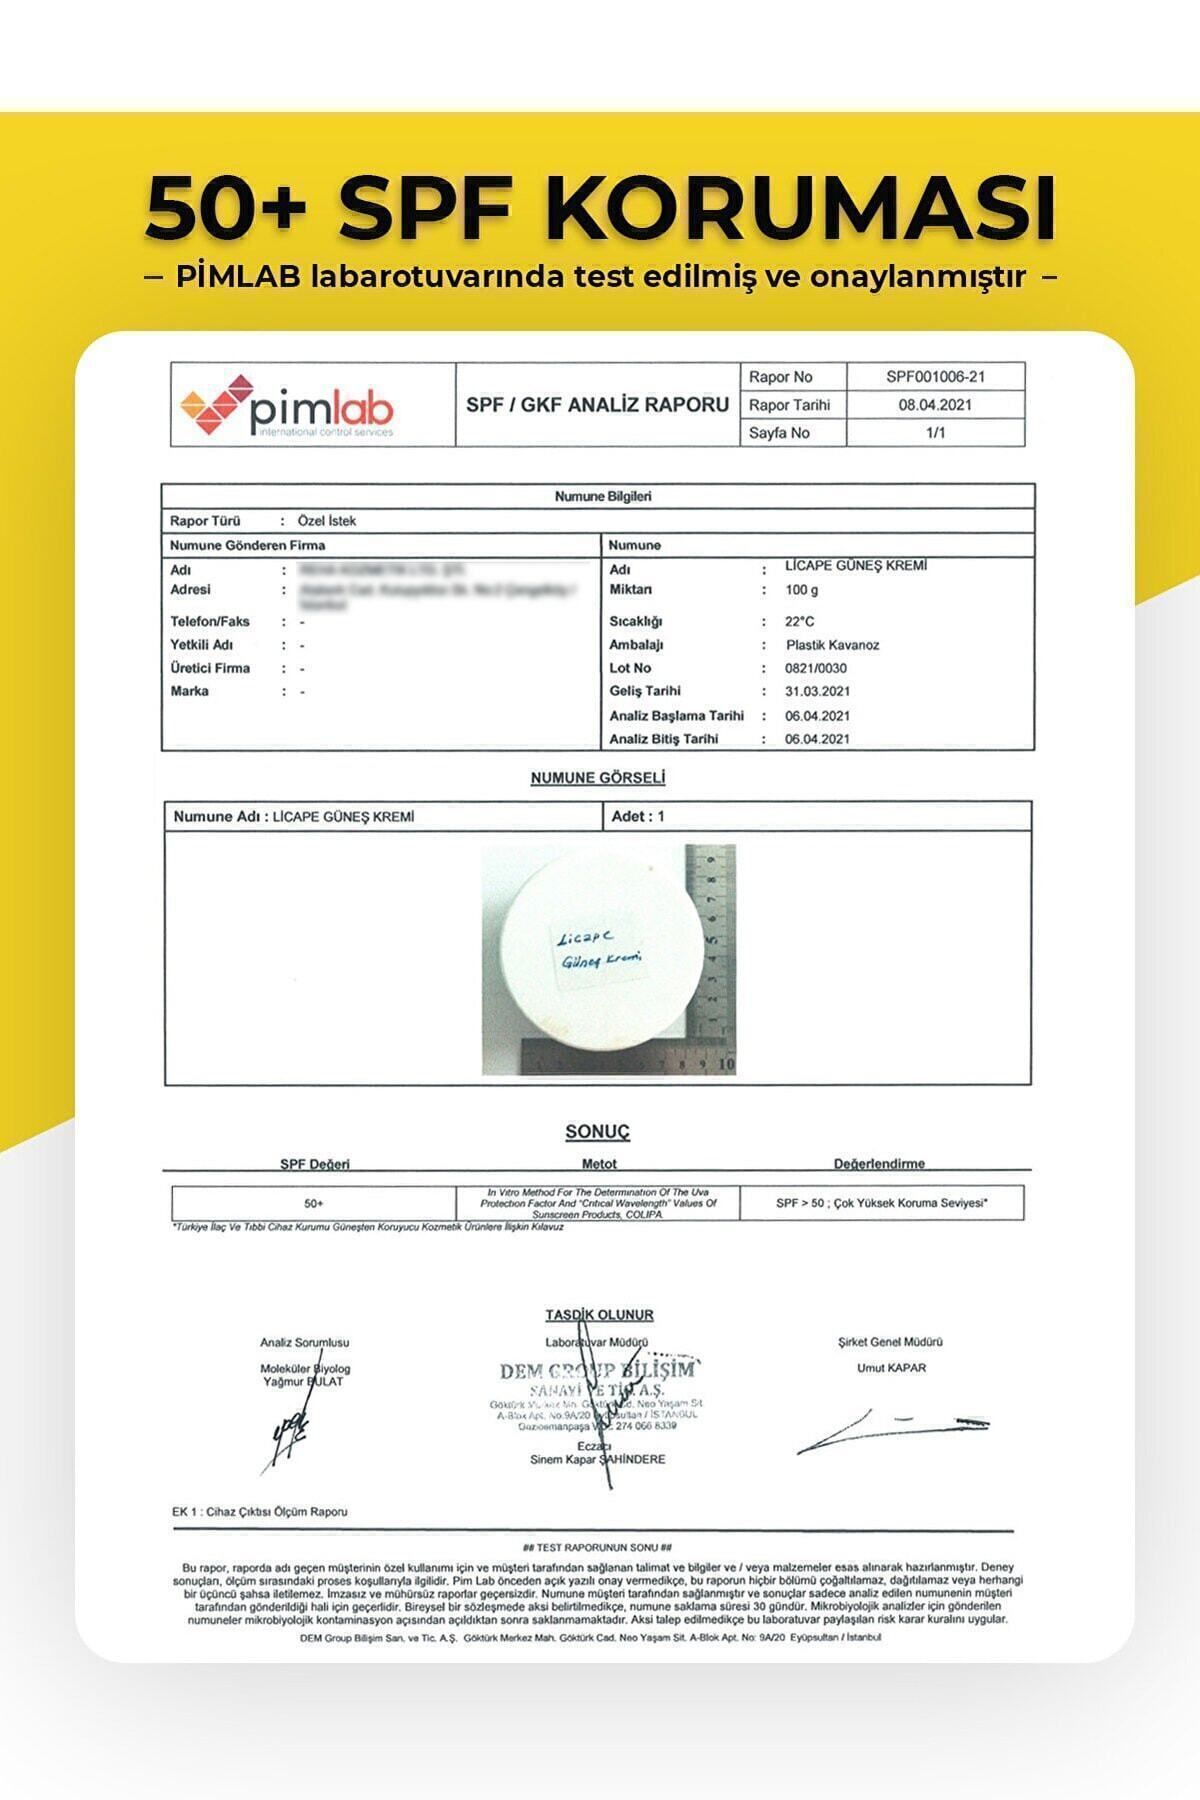 50+ SPF KORUMASI
– PİMLAB labarotuvarında test edilmiş ve onaylanmıştır –
pimlab
international control services
SPF / GKF ANALİZ RAPORU
Rapor No SPF001006-21
Rapor Tarihi 08.04.2021
Sayfa No 1/1
Numune Bilgileri
Rapor Türü : Özel İstek
Numune Gönderen Firma
Adı :
Adresi :
Telefon/Faks : -
Yetkili Adı : -
Üretici Firma : -
Marka : -
Numune
Adı : LİCAPE GÜNEŞ KREMİ
Miktarı : 100 g
Sıcaklığı : 22°C
Ambalajı : Plastik Kavanoz
Lot No : 0821/0030
Geliş Tarihi : 31.03.2021
Analiz Başlama Tarihi : 06.04.2021
Analiz Bitiş Tarihi : 06.04.2021
NUMUNE GÖRSELİ
Numune Adı : LİCAPE GÜNEŞ KREMİ Adet : 1
Licape
Güneş Kremi
SONUÇ
SPF Değeri Metot Değerlendirme
50+
In Vitro Method For The Determination Of The Uva
Protection Factor And "Critical Wavelength" Values Of
Sunscreen Products, COLIPA.
SPF > 50 ; Çok Yüksek Koruma Seviyesi*
*Türkiye İlaç Ve Tıbbi Cihaz Kurumu Güneşten Koruyucu Kozmetik Ürünlere İlişkin Kılavuz
TASDİK OLUNUR
Analiz Sorumlusu
Moleküler Biyolog
Yağmur BULAT
Laboratuvar Müdürü
DEM GROUP BİLİŞİM
SANAYİ VE TİC. A.Ş.
A-Blox Apt. No.9A/20 Eyüpsultan / İSTANBUL
Gaziosmanpaşa V.D. 274 066 8339
Eczacı
Sinem Kapar ŞAHİNDERE
Şirket Genel Müdürü
Umut KAPAR
EK 1 : Cihaz Çıktısı Ölçüm Raporu
## TEST RAPORUNUN SONU ##
Bu rapor, raporda adı geçen müşterinin özel kullanımı için ve müşteri tarafından sağlanan talimat ve bilgiler ve / veya malzemeler esas alınarak hazırlanmıştır. Deney
sonuçları, ölçüm sırasındaki proses koşullarıyla ilgilidir. Pim Lab önceden açık yazılı onay vermedikçe, bu raporun hiçbir bölümü çoğaltılamaz, dağıtılamaz veya herhangi
bir üçüncü şahsa iletilemez. İmzasız ve mühürsüz raporlar geçersizdir. Numune müşteri tarafından sağlanmıştır ve sonuçlar sadece analiz edilen numunenin müşteri
tarafından gönderildiği hali için geçerlidir. Bireysel bir sözleşmede aksi belirtilmedikçe, numune saklama süresi 30 gündür. Mikrobiyolojik analizler için gönderilen
numuneler mikrobiyolojik kontaminasyon açısından açıldıktan sonra saklanmamaktadır. Aksi talep edilmedikçe bu laboratuvar paylaşılan risk karar kuralını uygular.
DEM Group Bilişim San. ve Tic. A.Ş. Göktürk Merkez Mah. Göktürk Cad. Neo Yaşam Sit. A-Blok Apt. No: 9A/20 Eyüpsultan / İstanbul